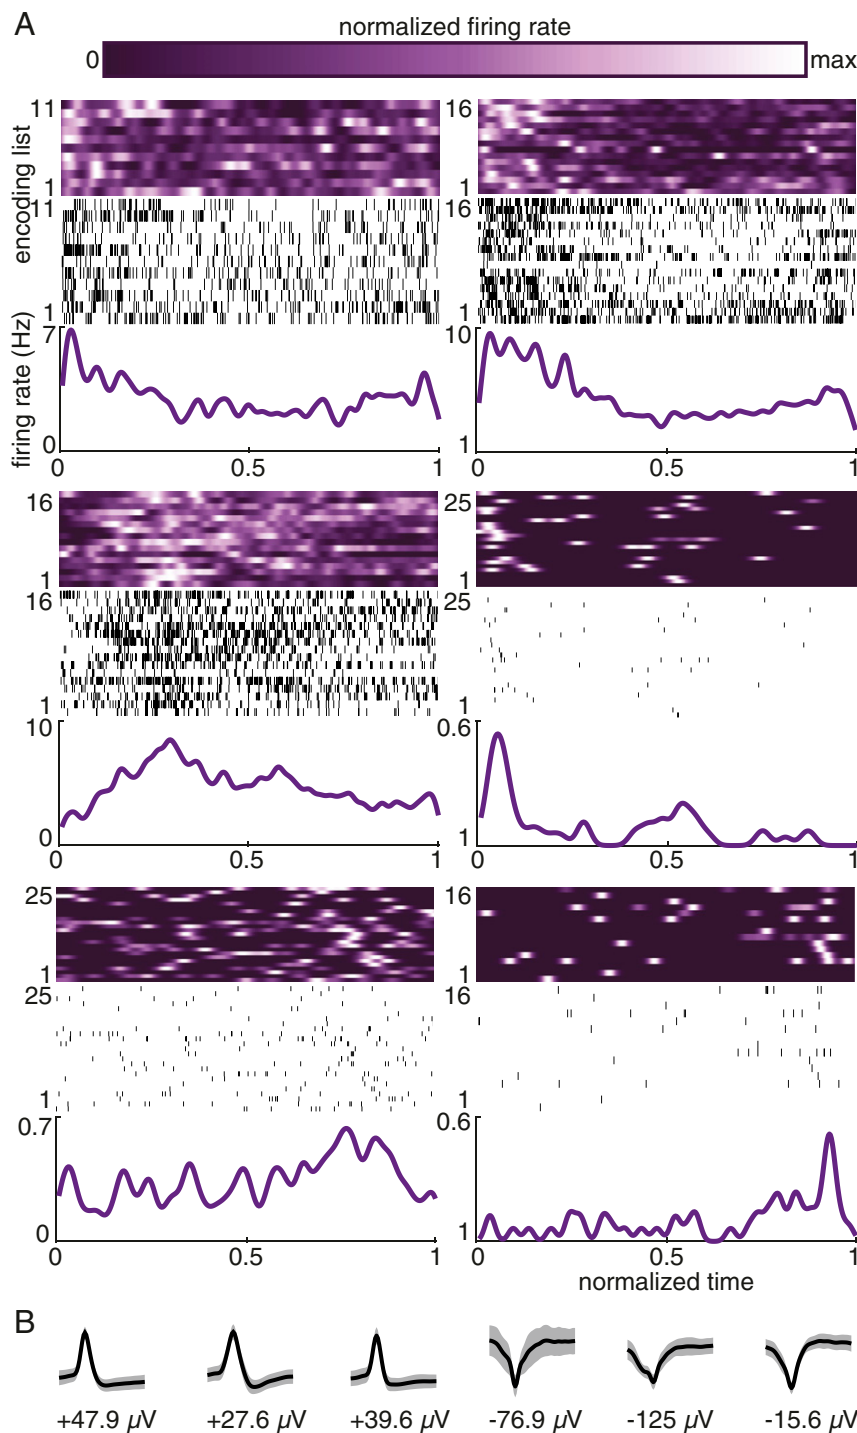 A
normalized firing rate
0 max
encoding list
11
1
11
1
firing rate (Hz)
7
0
0 0.5 1
16
1
16
1
10
1
0 0.5 1
16
1
16
1
10
0
0 0.5 1
25
1
25
1
0.6
1
0 0.5 1
25
1
25
1
0.7
0
0 0.5 1
16
1
16
1
0.6
1
0 0.5 1
normalized time
B
+47.9 µV +27.6 µV +39.6 µV -76.9 µV -125 µV -15.6 µV